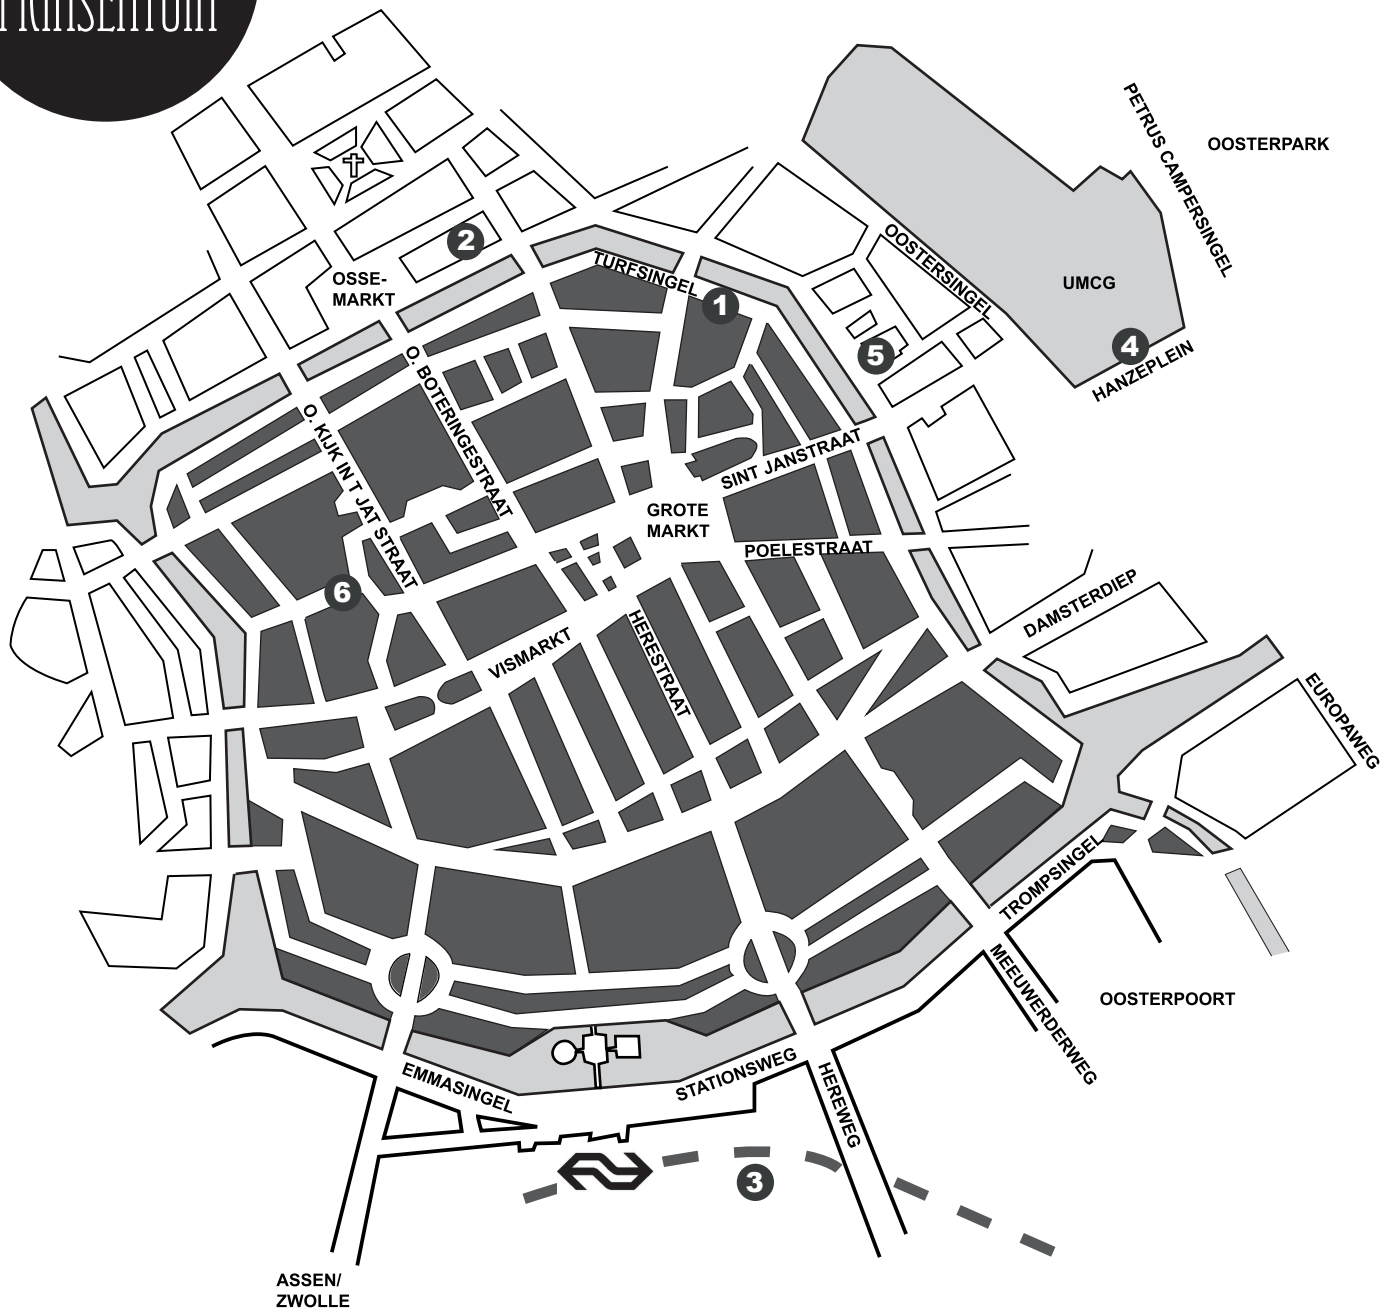 PRINSENTUIN
PETRUS CAMPERSINGEL
OOSTERPARK
2
OOSTERSINGEL
OSSE-
MARKT
TURFSINGEL
UMCG
1
5
4
HANZEPLEIN
O. BOTERINGESTRAAT
O. KIJK IN T JAT STRAAT
SINT JANSTRAAT
GROTE
MARKT
POELESTRAAT
6
DAMSTERDIEP
HERESTRAAT
VISMARKT
EUROPAWEG
TROMPSINGEL
MEEUWERDERWEG
OOSTERPOORT
EMMASINGEL
STATIONSWEG
HEREWEG
3
ASSEN/
ZWOLLE